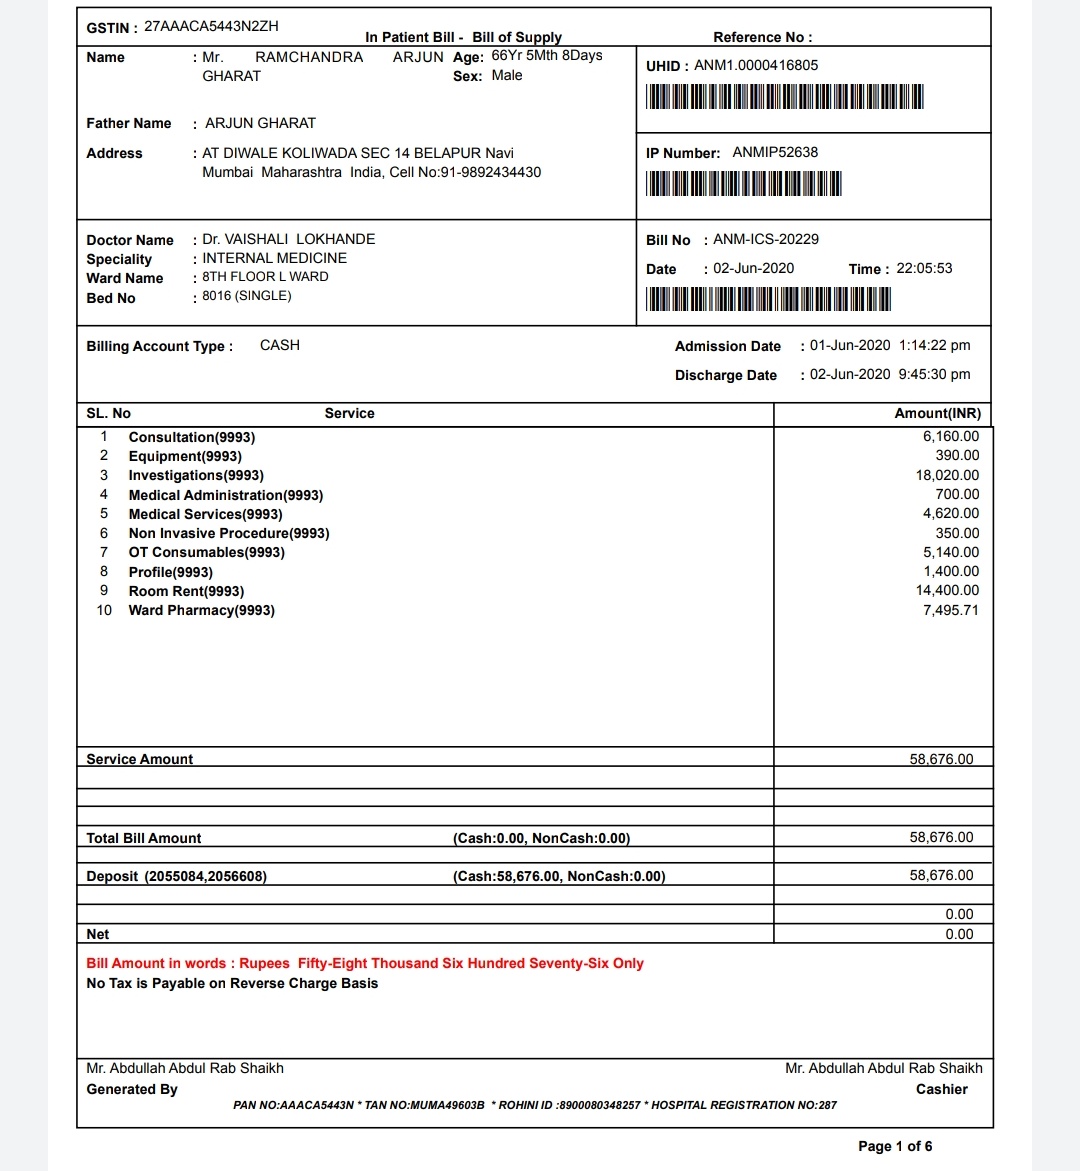 GSTIN : 27AAACA5443N2ZH
In Patient Bill - Bill of Supply
Reference No :
Name : Mr. RAMCHANDRA ARJUN GHARAT
Age: 66Yr 5Mth 8Days
Sex: Male
UHID : ANM1.0000416805
Father Name : ARJUN GHARAT
Address : AT DIWALE KOLIWADA SEC 14 BELAPUR Navi
Mumbai Maharashtra India, Cell No:91-9892434430
IP Number: ANMIP52638
Doctor Name : Dr. VAISHALI LOKHANDE
Speciality : INTERNAL MEDICINE
Ward Name : 8TH FLOOR L WARD
Bed No : 8016 (SINGLE)
Bill No : ANM-ICS-20229
Date : 02-Jun-2020 Time : 22:05:53
Billing Account Type : CASH
Admission Date : 01-Jun-2020 1:14:22 pm
Discharge Date : 02-Jun-2020 9:45:30 pm
SL. No Service Amount(INR)
1 Consultation(9993) 6,160.00
2 Equipment(9993) 390.00
3 Investigations(9993) 18,020.00
4 Medical Administration(9993) 700.00
5 Medical Services(9993) 4,620.00
6 Non Invasive Procedure(9993) 350.00
7 OT Consumables(9993) 5,140.00
8 Profile(9993) 1,400.00
9 Room Rent(9993) 14,400.00
10 Ward Pharmacy(9993) 7,495.71
Service Amount 58,676.00
Total Bill Amount (Cash:0.00, NonCash:0.00) 58,676.00
Deposit (2055084,2056608) (Cash:58,676.00, NonCash:0.00) 58,676.00
0.00
Net 0.00
Bill Amount in words : Rupees Fifty-Eight Thousand Six Hundred Seventy-Six Only
No Tax is Payable on Reverse Charge Basis
Mr. Abdullah Abdul Rab Shaikh Mr. Abdullah Abdul Rab Shaikh
Generated By Cashier
PAN NO:AAACA5443N * TAN NO:MUMA49603B * ROHINI ID :8900080348257 * HOSPITAL REGISTRATION NO:287
Page 1 of 6